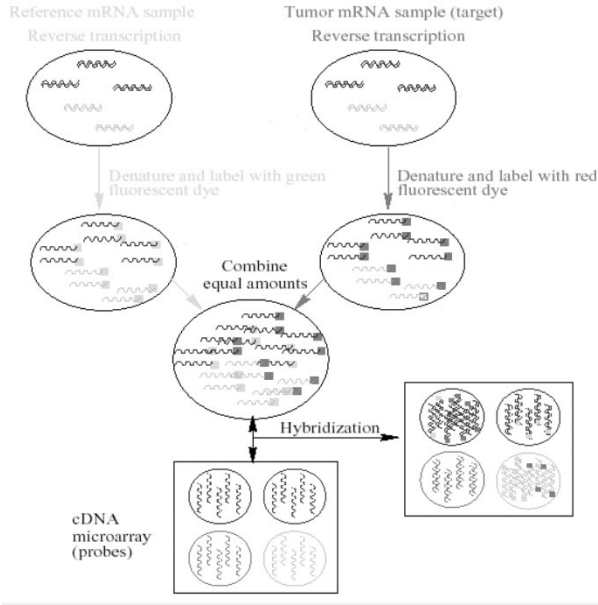 Reference mRNA sample
Reverse transcription
Tumor mRNA sample (target)
Reverse transcription
Denature and label with green
fluorescent dye
Denature and label with red
fluorescent dye
Combine
equal amounts
Hybridization
cDNA
microarray
(probes)